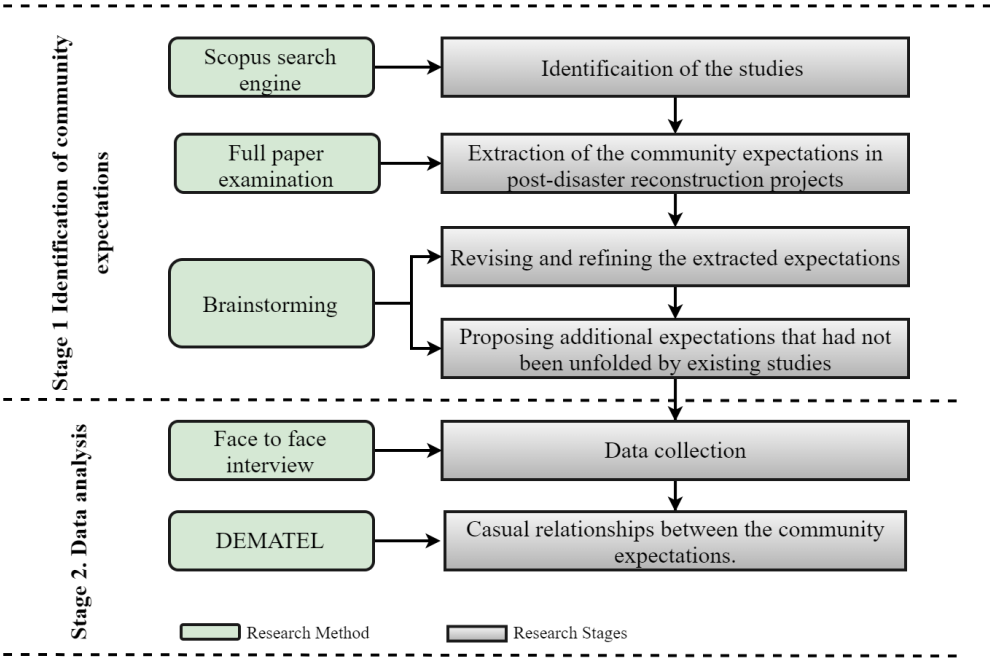 Stage 1 Identification of community
expectations
Scopus search
engine
Identificaition of the studies
Full paper
examination
Extraction of the community expectations in
post-disaster reconstruction projects
Brainstorming
Revising and refining the extracted expectations
Proposing additional expectations that had not
been unfolded by existing studies
Stage 2. Data analysis
Face to face
interview
Data collection
DEMATEL
Casual relationships between the community
expectations.
Research Method
Research Stages